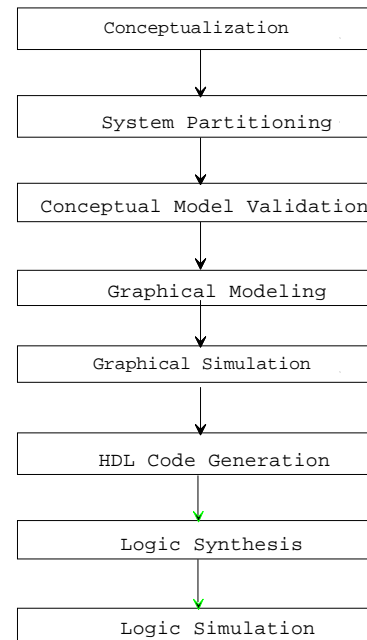 Conceptualization
System Partitioning
Conceptual Model Validation
Graphical Modeling
Graphical Simulation
HDL Code Generation
Logic Synthesis
Logic Simulation